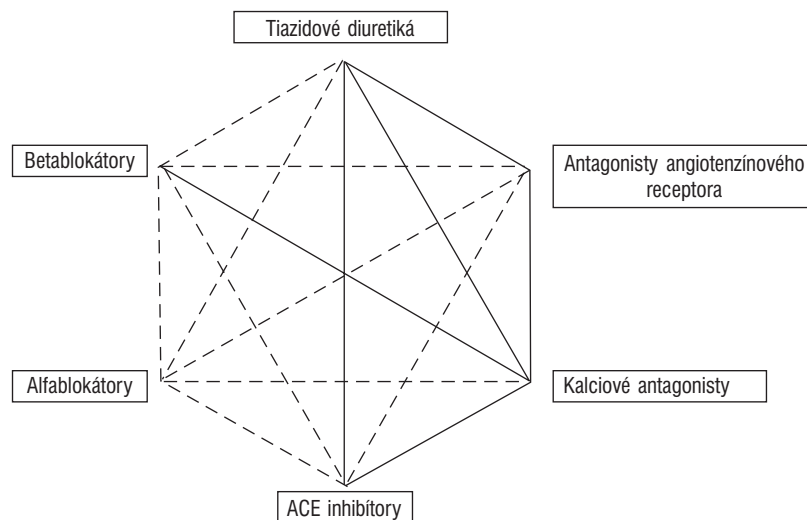 Tiazidové diuretiká
Betablokátory
Antagonisty angiotenzínového
receptora
Alfablokátory
Kalciové antagonisty
ACE inhibítory